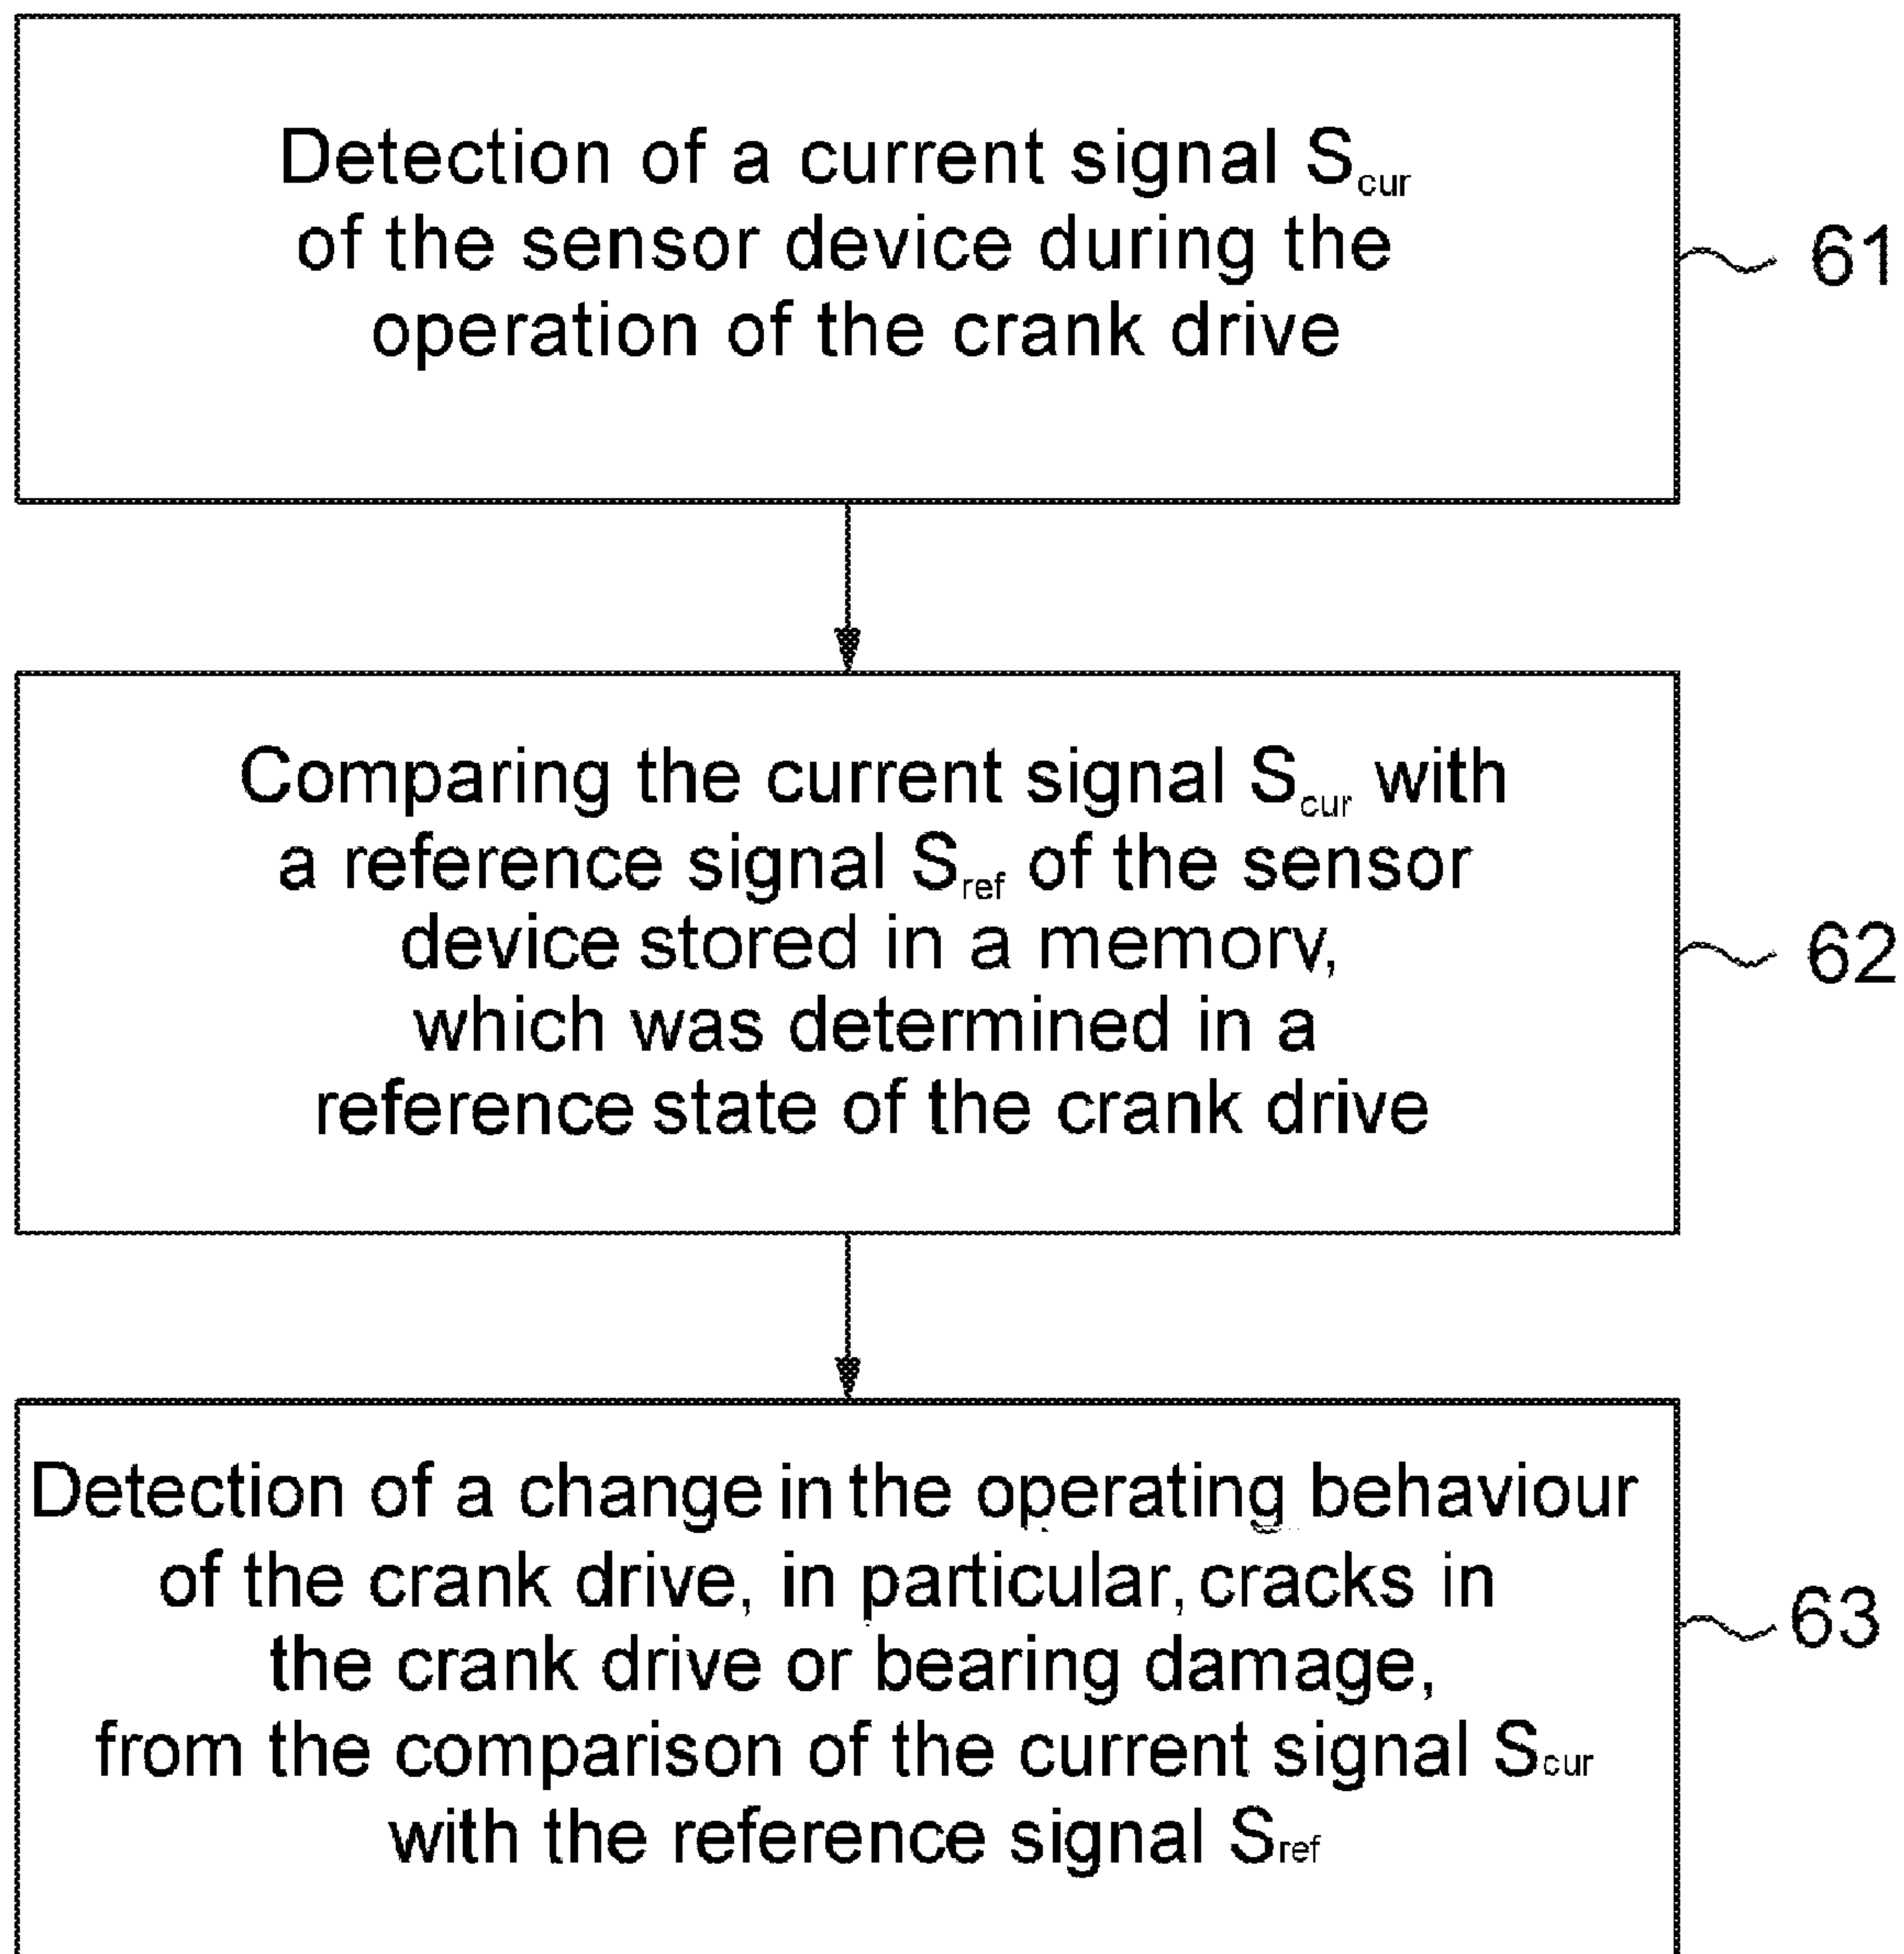 Detection of a current signal Scur
of the sensor device during the
operation of the crank drive
61
Comparing the current signal Scur with
a reference signal Sref of the sensor
device stored in a memory,
which was determined in a
reference state of the crank drive
62
Detection of a change in the operating behaviour
of the crank drive, in particular, cracks in
the crank drive or bearing damage,
from the comparison of the current signal Scur
with the reference signal Sref
63